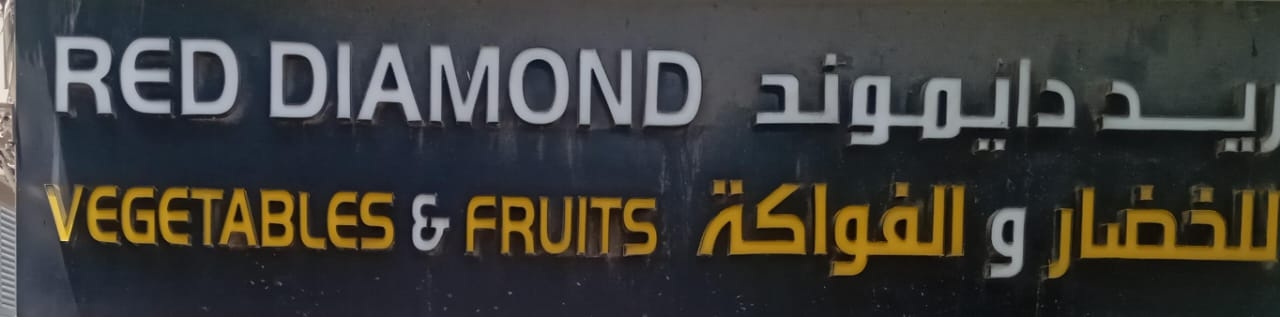 RED DIAMOND ريد دايموند
VEGETABLES & FRUITS للخضار و الفواكة